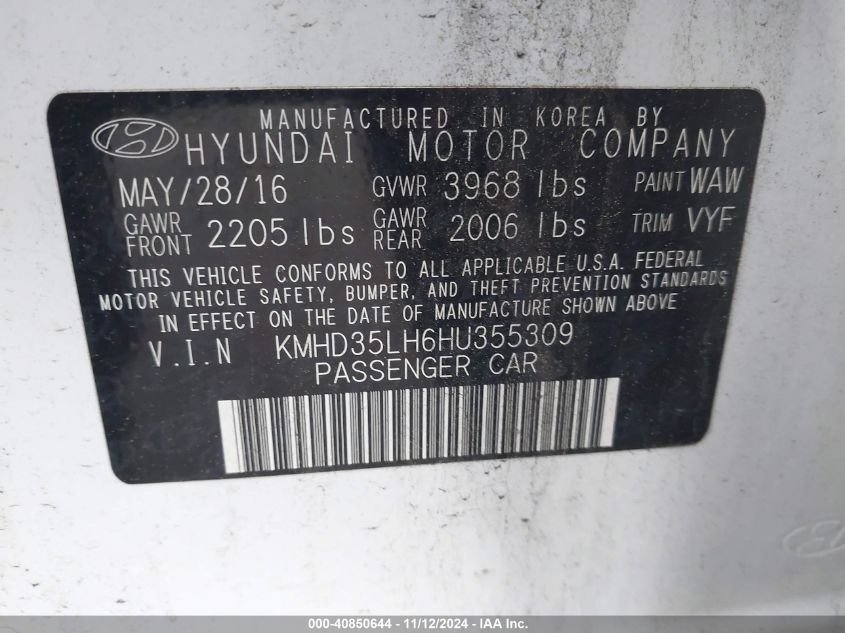 MANUFACTURED IN KOREA BY
HYUNDAI MOTOR COMPANY
MAY/28/16 GVWR 3968 lbs PAINT WAW
GAWR FRONT 2205 lbs GAWR REAR 2006 lbs TRIM VYF
THIS VEHICLE CONFORMS TO ALL APPLICABLE U.S.A. FEDERAL
MOTOR VEHICLE SAFETY, BUMPER, AND THEFT PREVENTION STANDARDS
IN EFFECT ON THE DATE OF MANUFACTURE SHOWN ABOVE
V.I.N KMHD35LH6HU355309
PASSENGER CAR
000-40850644 - 11/12/2024 - IAA, Inc.